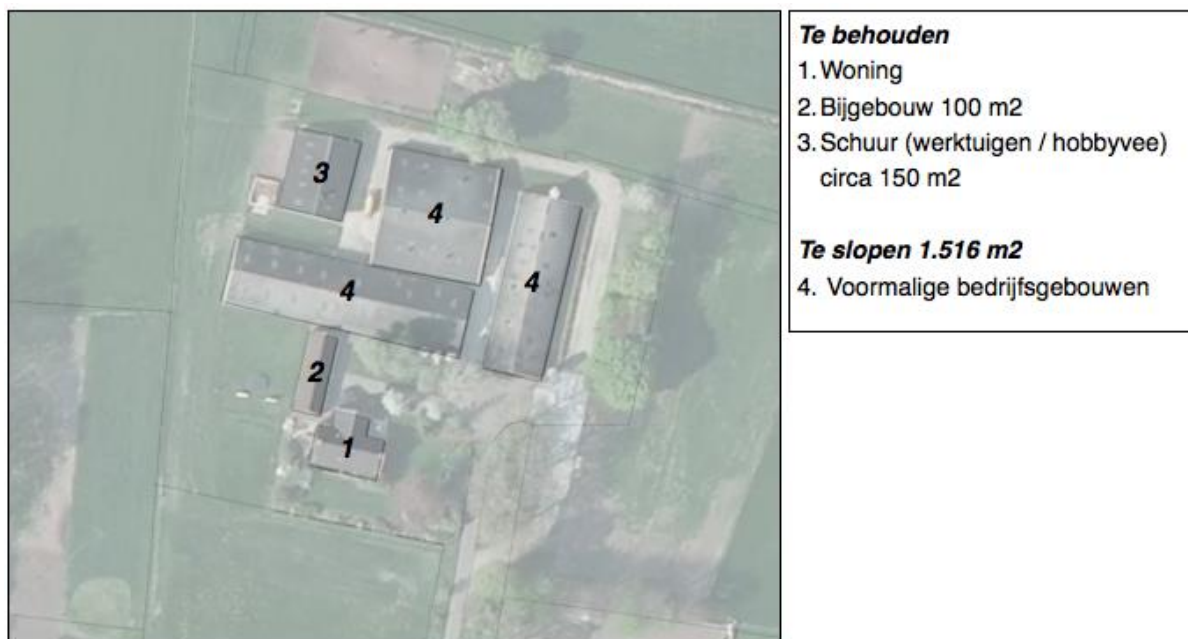 3
4
4
4
2
1
Te behouden
1. Woning
2. Bijgebouw 100 m2
3. Schuur (werktuigen / hobbyvee)
circa 150 m2
Te slopen 1.516 m2
4. Voormalige bedrijfsgebouwen